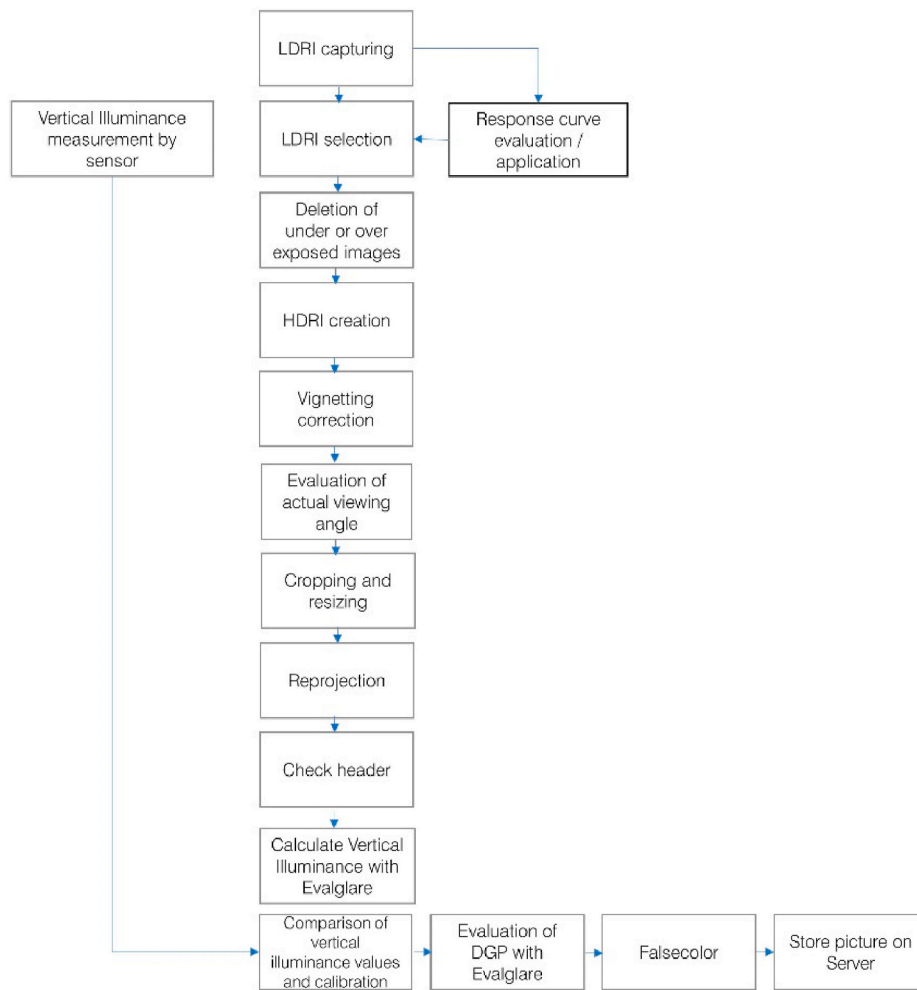 LDRI capturing
Vertical Illuminance
measurement by
sensor
LDRI selection
Response curve
evaluation /
application
Deletion of
under or over
exposed images
HDRI creation
Vignetting
correction
Evaluation of
actual viewing
angle
Cropping and
resizing
Reprojection
Check header
Calculate Vertical
Illuminance with
Evalglare
Comparison of
vertical
illuminance values
and calibration
Evaluation of
DGP with
Evalglare
Falsecolor
Store picture on
Server